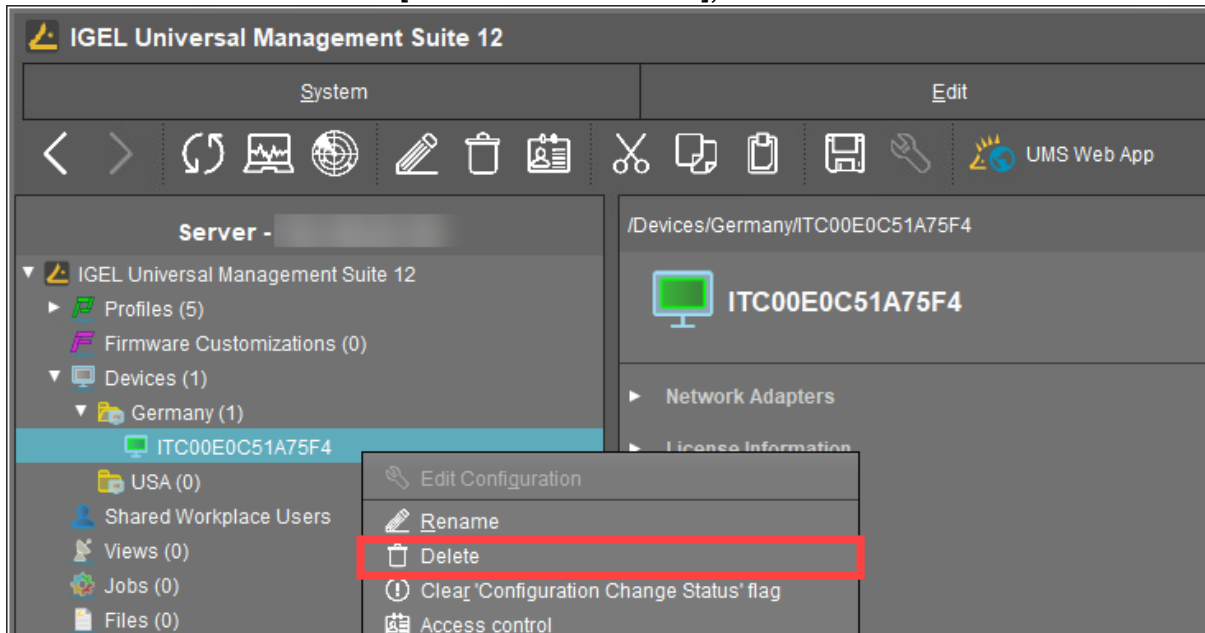 IGEL Universal Management Suite 12
System
Edit
UMS Web App
Server -
/Devices/Germany/ITC00E0C51A75F4
IGEL Universal Management Suite 12
ITC00E0C51A75F4
Profiles (5)
Firmware Customizations (0)
Devices (1)
Network Adapters
Germany (1)
ITC00E0C51A75F4
License Information
USA (0)
Edit Configuration
Shared Workplace Users
Rename
Views (0)
Delete
Jobs (0)
Clear 'Configuration Change Status' flag
Files (0)
Access control